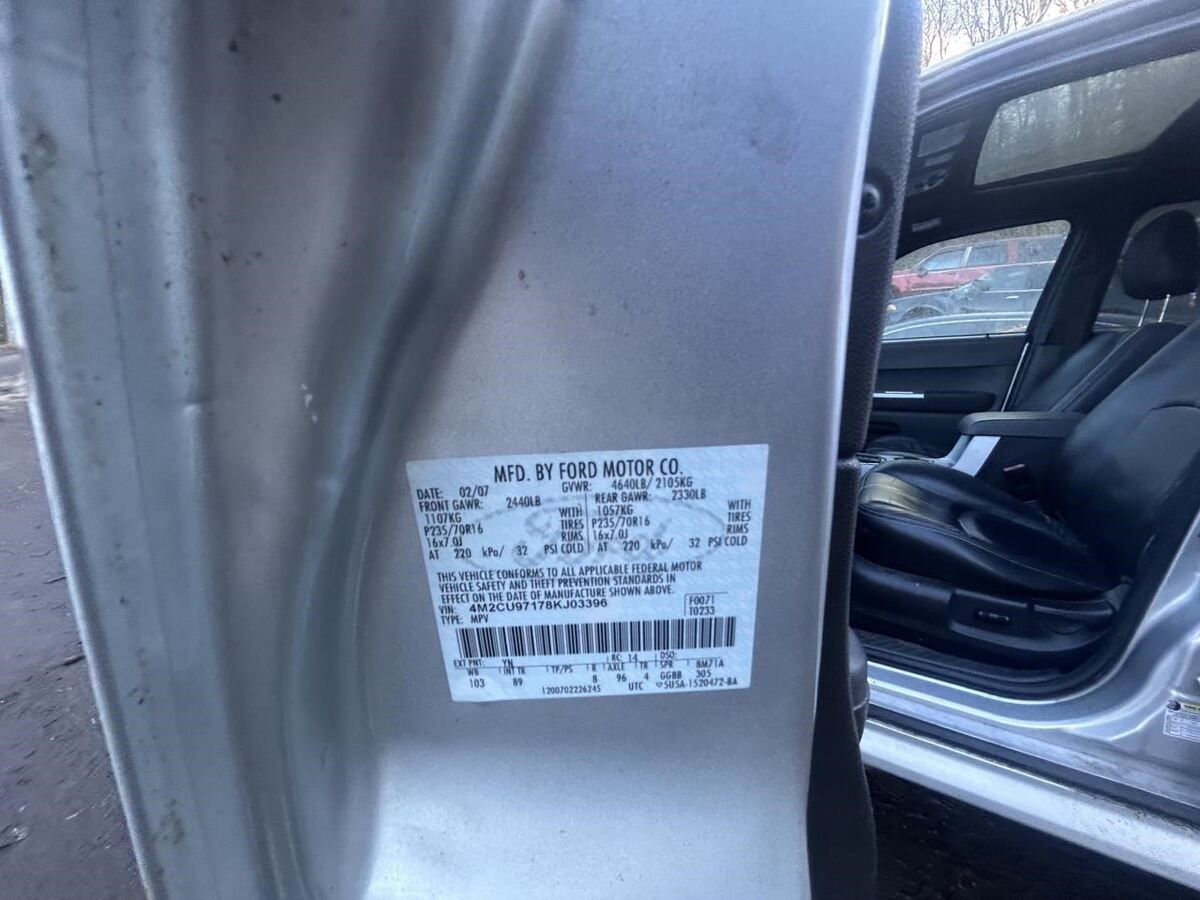 MFD. BY FORD MOTOR CO.
DATE: 02/07 GVWR: 4640LB/ 2105KG
FRONT GAWR: 2440LB REAR GAWR: 2330LB
1107KG WITH 1057KG WITH
P235/70R16 TIRES P235/70R16 TIRES
16x7.0J RIMS 16x7.0J RIMS
AT 220 kPa/ 32 PSI COLD AT 220 kPa/ 32 PSI COLD
THIS VEHICLE CONFORMS TO ALL APPLICABLE FEDERAL MOTOR
VEHICLE SAFETY AND THEFT PREVENTION STANDARDS IN
EFFECT ON THE DATE OF MANUFACTURE SHOWN ABOVE.
VIN: 4M2CU97178KJ03396 F0071
TYPE: MPV T0233
EXT PNT: YN RC: 14 DSO:
WB INT TR TP/PS R AXLE TR SPR 8M71A
103 B9 B 96 4 GGBB 305
1200702226245 UTC 5U5A-1520472-BA